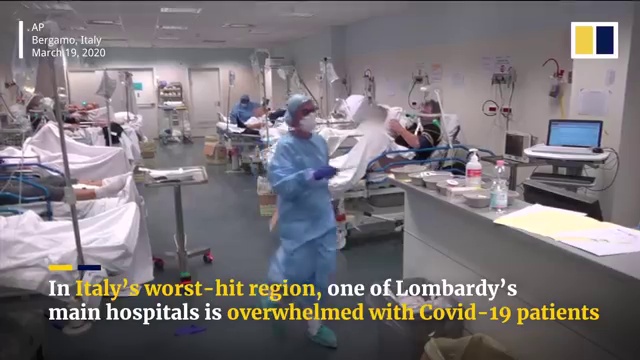 AP
Bergamo, Italy
March 19, 2020
In Italy's worst-hit region, one of Lombardy's
main hospitals is overwhelmed with Covid-19 patients